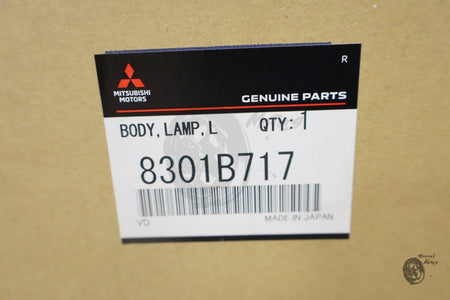 R
MITSUBISHI
MOTORS
GENUINE PARTS
BODY, LAMP, L QTY: 1
8301B717
VD MADE IN JAPAN